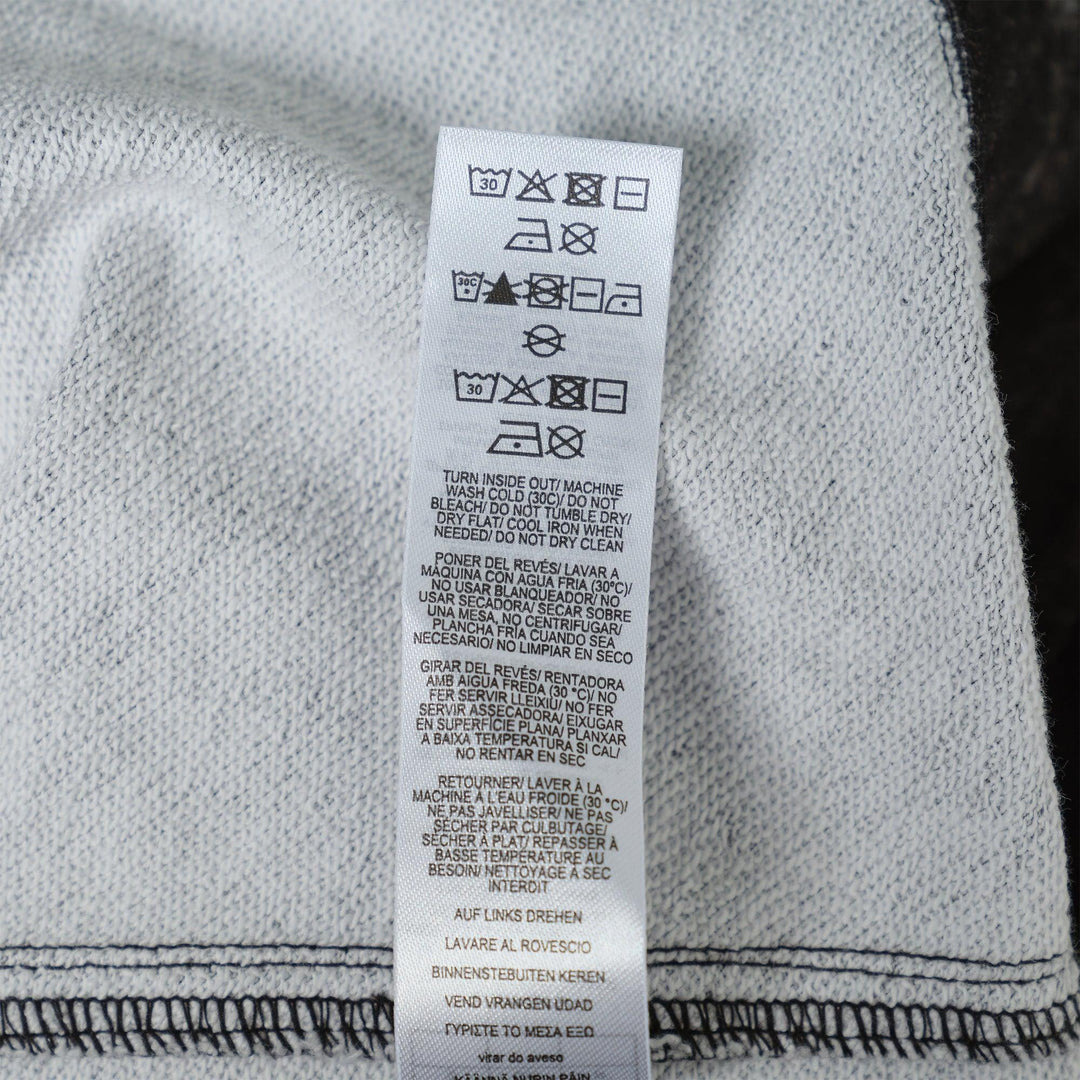 30
30C
30
TURN INSIDE OUT/ MACHINE
WASH COLD (30C)/ DO NOT
BLEACH/ DO NOT TUMBLE DRY/
DRY FLAT/ COOL IRON WHEN
NEEDED/ DO NOT DRY CLEAN
PONER DEL REVÉS/ LAVAR A
MÁQUINA CON AGUA FRIA (30ºC)/
NO USAR BLANQUEADOR/ NO
USAR SECADORA/ SECAR SOBRE
UNA MESA, NO CENTRIFUGAR/
PLANCHA FRÍA CUANDO SEA
NECESARIO/ NO LIMPIAR EN SECO
GIRAR DEL REVÉS/ RENTADORA
AMB AIGUA FREDA (30 °C)/ NO
FER SERVIR LLEIXIU/ NO FER
SERVIR ASSECADORA/ EIXUGAR
EN SUPERFÍCIE PLANA/ PLANXAR
A BAIXA TEMPERATURA SI CAL/
NO RENTAR EN SEC
RETOURNER/ LAVER À LA
MACHINE À L'EAU FROIDE (30 °C)/
NE PAS JAVELLISER/ NE PAS
SÉCHER PAR CULBUTAGE/
SÉCHER À PLAT/ REPASSER À
BASSE TEMPÉRATURE AU
BESOIN/ NETTOYAGE À SEC
INTERDIT
AUF LINKS DREHEN
LAVARE AL ROVESCIO
BINNENSTEBUITEN KEREN
VEND VRANGEN UDAD
ΓΥΡΙΣΤΕ ΤΟ ΜΕΣΑ ΕΞΩ
virar do avesso
KÄÄNNÄ NURIN PÄIN